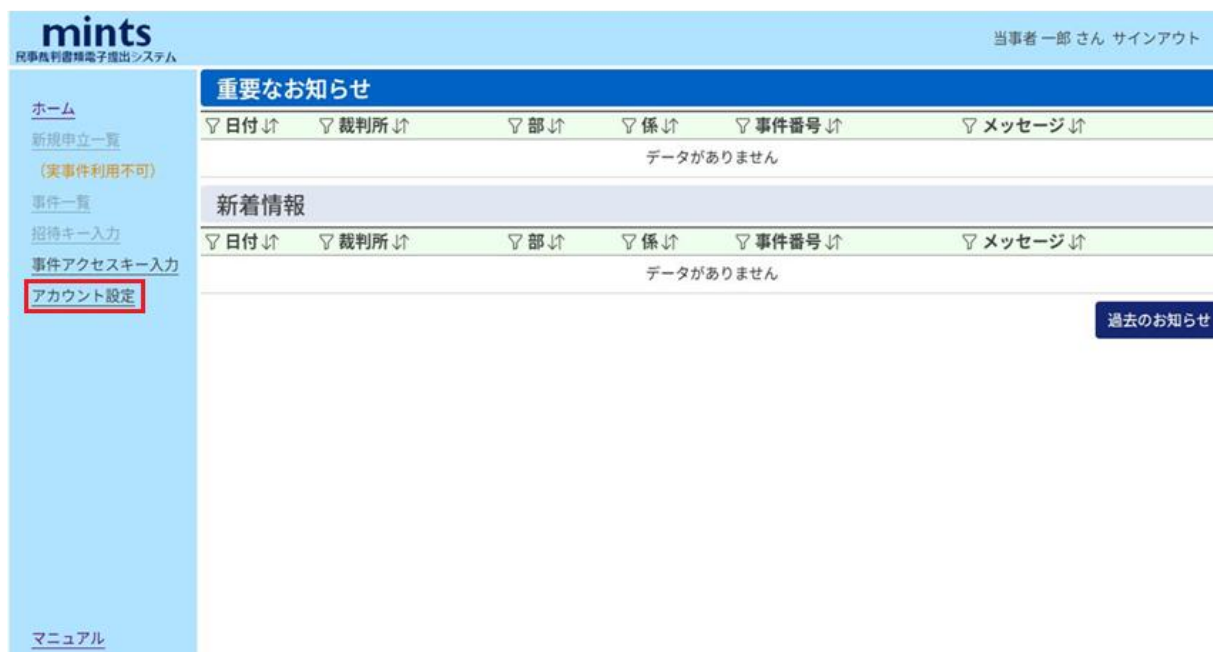 mints
民事裁判書類電子提出システム
当事者 一郎 さん サインアウト
ホーム
新規申立一覧
（実事件利用不可）
事件一覧
招待キー入力
事件アクセスキー入力
アカウント設定
マニュアル
重要なお知らせ
日付 裁判所 部 係 事件番号 メッセージ
データがありません
新着情報
日付 裁判所 部 係 事件番号 メッセージ
データがありません
過去のお知らせ